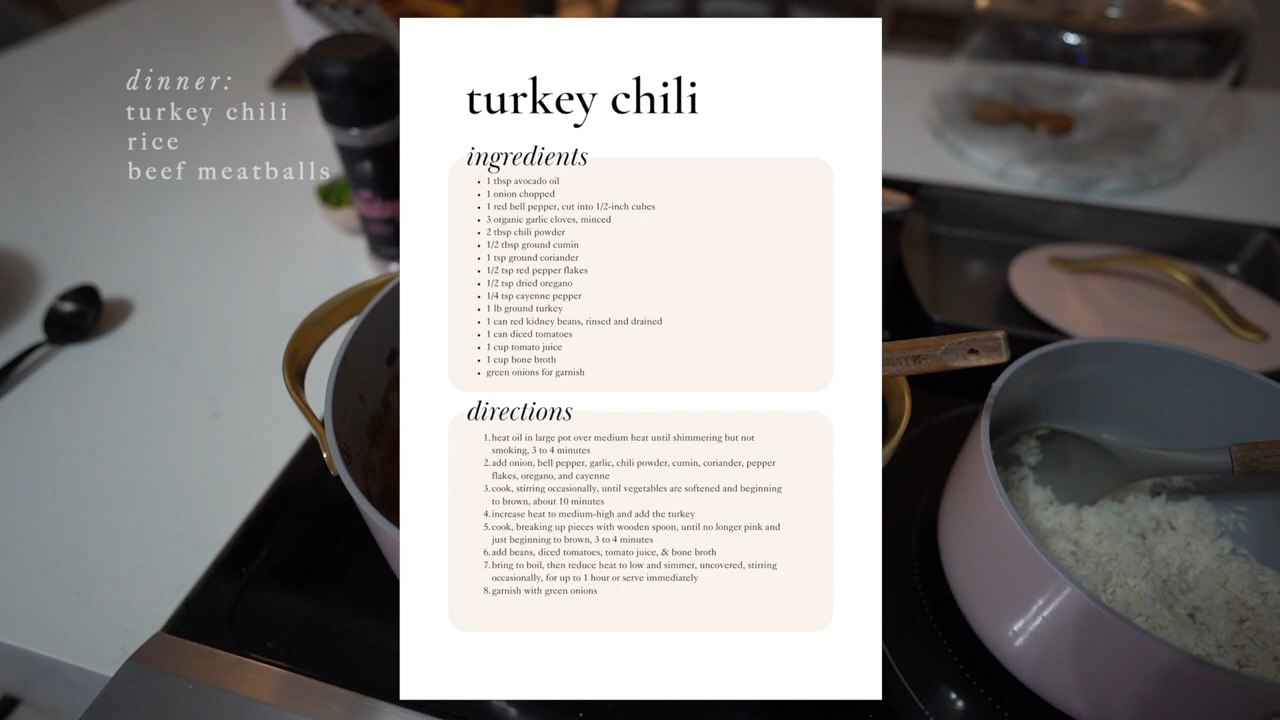 dinner:
turkey chili
rice
beef meatballs
turkey chili
ingredients
• 1 tbsp avocado oil
• 1 onion chopped
• 1 red bell pepper, cut into 1/2-inch cubes
• 3 organic garlic cloves, minced
• 2 tbsp chili powder
• 1/2 tbsp ground cumin
• 1 tsp ground coriander
• 1/2 tsp red pepper flakes
• 1/2 tsp dried oregano
• 1/4 tsp cayenne pepper
• 1 lb ground turkey
• 1 can red kidney beans, rinsed and drained
• 1 can diced tomatoes
• 1 cup tomato juice
• 1 cup bone broth
• green onions for garnish
directions
1. heat oil in large pot over medium heat until shimmering but not
smoking, 3 to 4 minutes
2. add onion, bell pepper, garlic, chili powder, cumin, coriander, pepper
flakes, oregano, and cayenne
3. cook, stirring occasionally, until vegetables are softened and beginning
to brown, about 10 minutes
4. increase heat to medium-high and add the turkey
5. cook, breaking up pieces with wooden spoon, until no longer pink and
just beginning to brown, 3 to 4 minutes
6. add beans, diced tomatoes, tomato juice, & bone broth
7. bring to boil, then reduce heat to low and simmer, uncovered, stirring
occasionally, for up to 1 hour or serve immediately
8. garnish with green onions